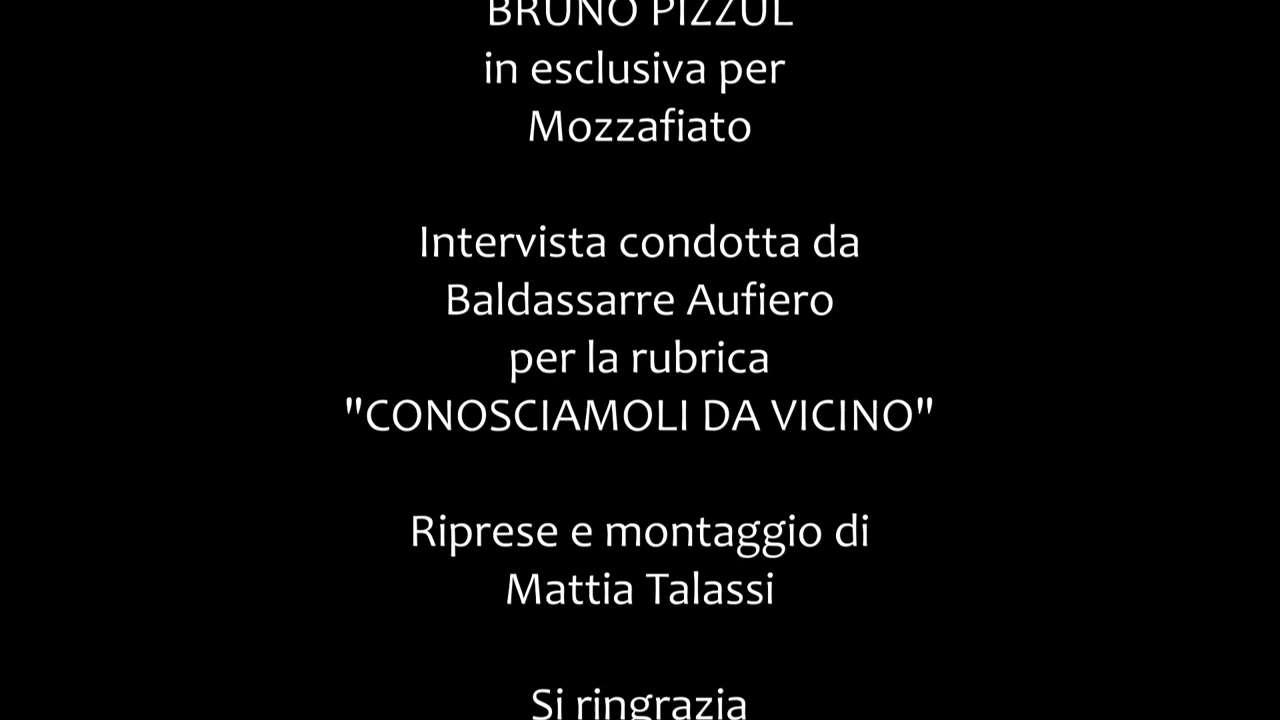 BRUNO PIZZUL
in esclusiva per
Mozzafiato
Intervista condotta da
Baldassarre Aufiero
per la rubrica
"CONOSCIAMOLI DA VICINO"
Riprese e montaggio di
Mattia Talassi
Si ringrazia